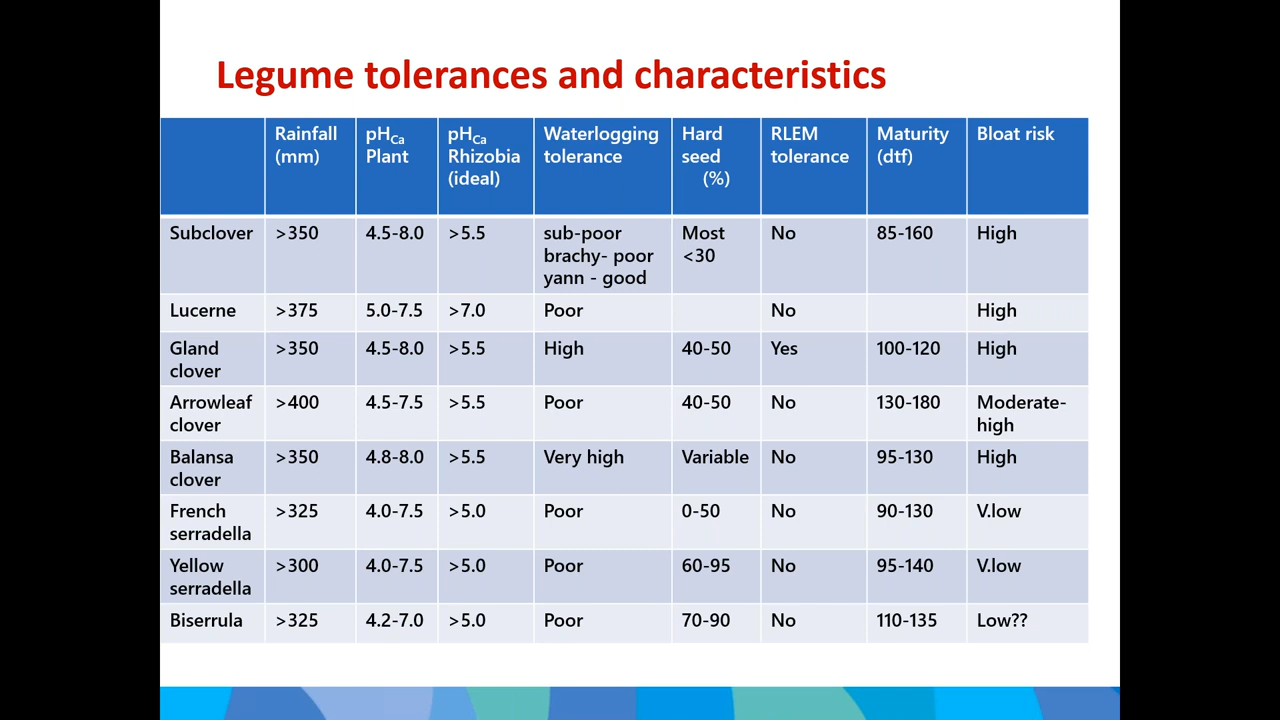 Legume tolerances and characteristics
Rainfall (mm) | pHCa Plant | pHCa Rhizobia (ideal) | Waterlogging tolerance | Hard seed (%) | RLEM tolerance | Maturity (dtf) | Bloat risk
Subclover | >350 | 4.5-8.0 | >5.5 | sub-poor brachy- poor yann - good | Most <30 | No | 85-160 | High
Lucerne | >375 | 5.0-7.5 | >7.0 | Poor | | No | | High
Gland clover | >350 | 4.5-8.0 | >5.5 | High | 40-50 | Yes | 100-120 | High
Arrowleaf clover | >400 | 4.5-7.5 | >5.5 | Poor | 40-50 | No | 130-180 | Moderate-high
Balansa clover | >350 | 4.8-8.0 | >5.5 | Very high | Variable | No | 95-130 | High
French serradella | >325 | 4.0-7.5 | >5.0 | Poor | 0-50 | No | 90-130 | V.low
Yellow serradella | >300 | 4.0-7.5 | >5.0 | Poor | 60-95 | No | 95-140 | V.low
Biserrula | >325 | 4.2-7.0 | >5.0 | Poor | 70-90 | No | 110-135 | Low??